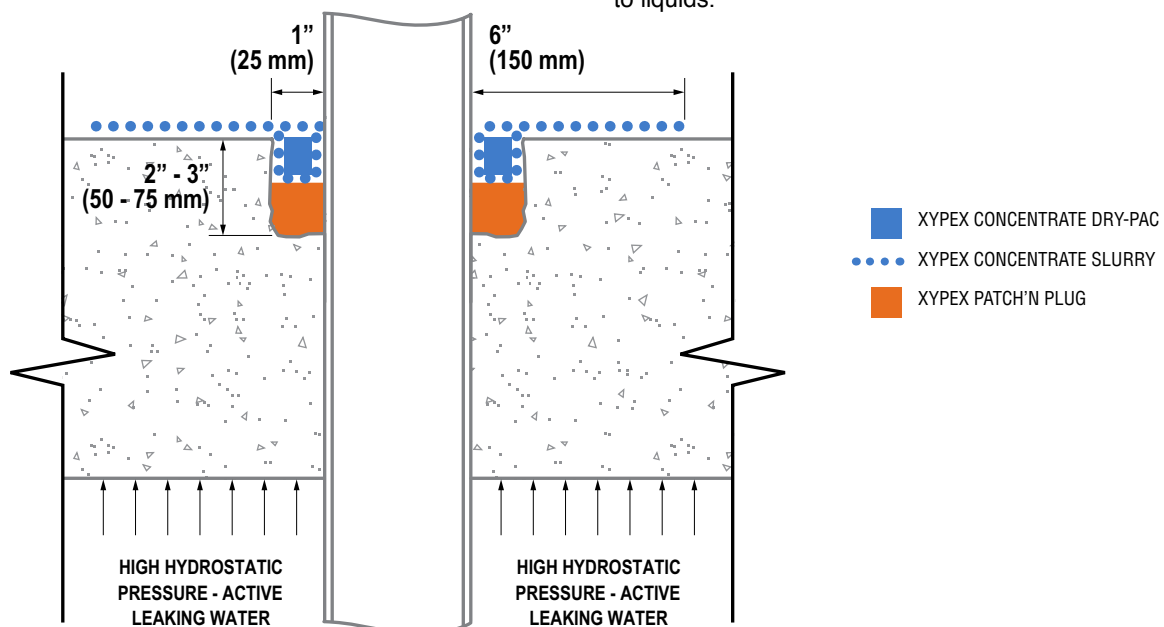 to liquids.
1”
(25 mm)
6”
(150 mm)
2” - 3”
(50 - 75 mm)
XYPEX CONCENTRATE DRY-PAC
XYPEX CONCENTRATE SLURRY
XYPEX PATCH’N PLUG
HIGH HYDROSTATIC
PRESSURE - ACTIVE
LEAKING WATER
HIGH HYDROSTATIC
PRESSURE - ACTIVE
LEAKING WATER